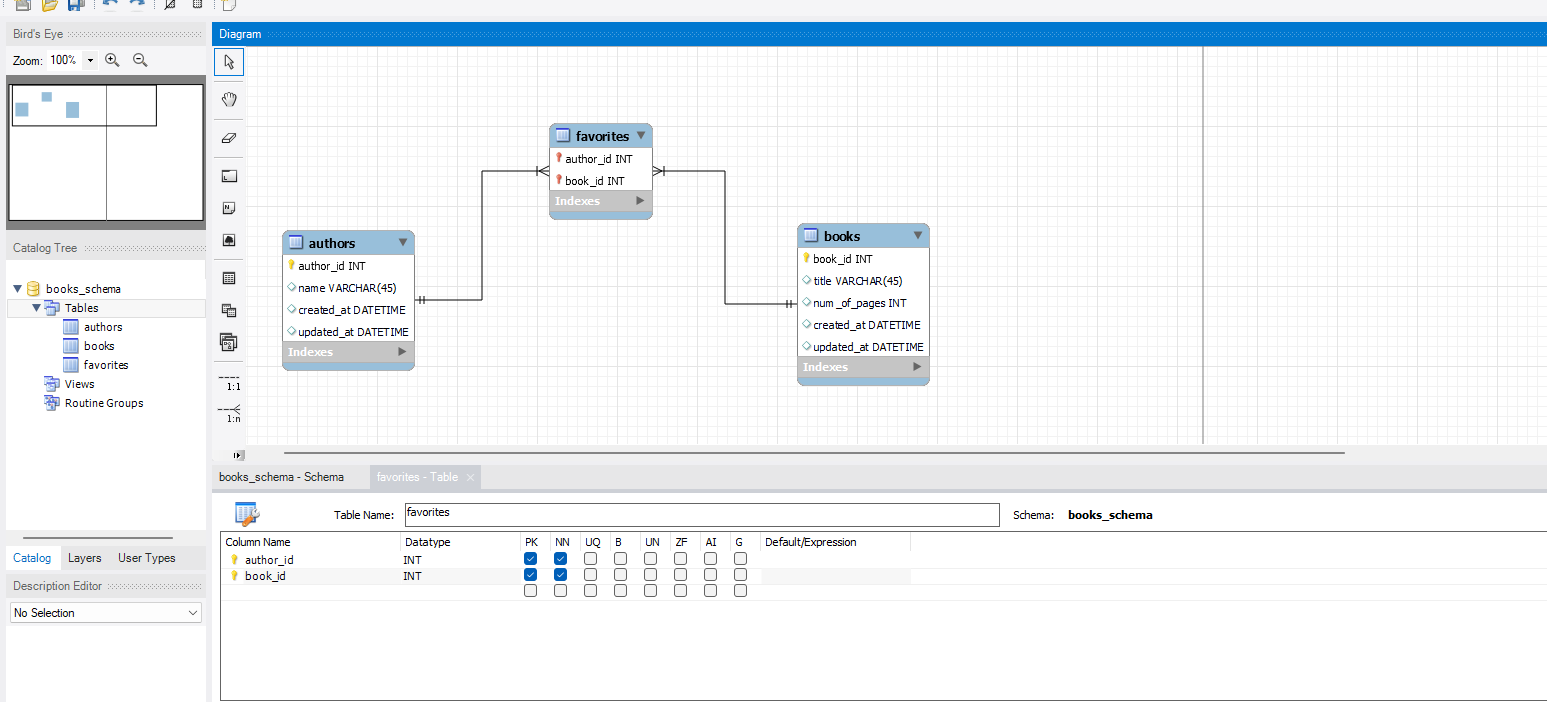 Bird's Eye
Zoom: 100%
Catalog Tree
books_schema
Tables
authors
books
favorites
Views
Routine Groups
Catalog Layers User Types
Description Editor
No Selection
Diagram
1:1
1:n
favorites
author_id INT
book_id INT
Indexes
authors
author_id INT
name VARCHAR(45)
created_at DATETIME
updated_at DATETIME
Indexes
books
book_id INT
title VARCHAR(45)
num_of_pages INT
created_at DATETIME
updated_at DATETIME
Indexes
books_schema - Schema favorites - Table
Table Name: favorites Schema: books_schema
Column Name Datatype PK NN UQ B UN ZF AI G Default/Expression
author_id INT
book_id INT